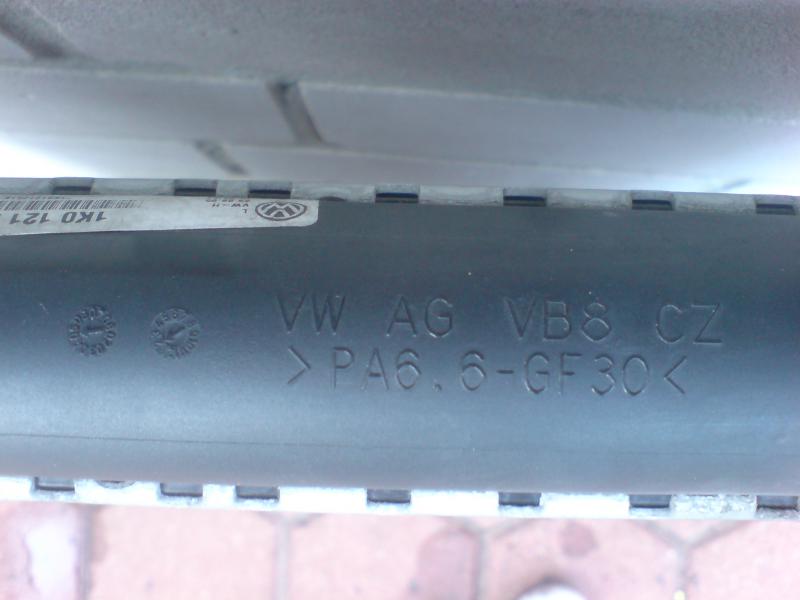 1K0 121
VW AG VB8 CZ
>PA6.6-GF30<